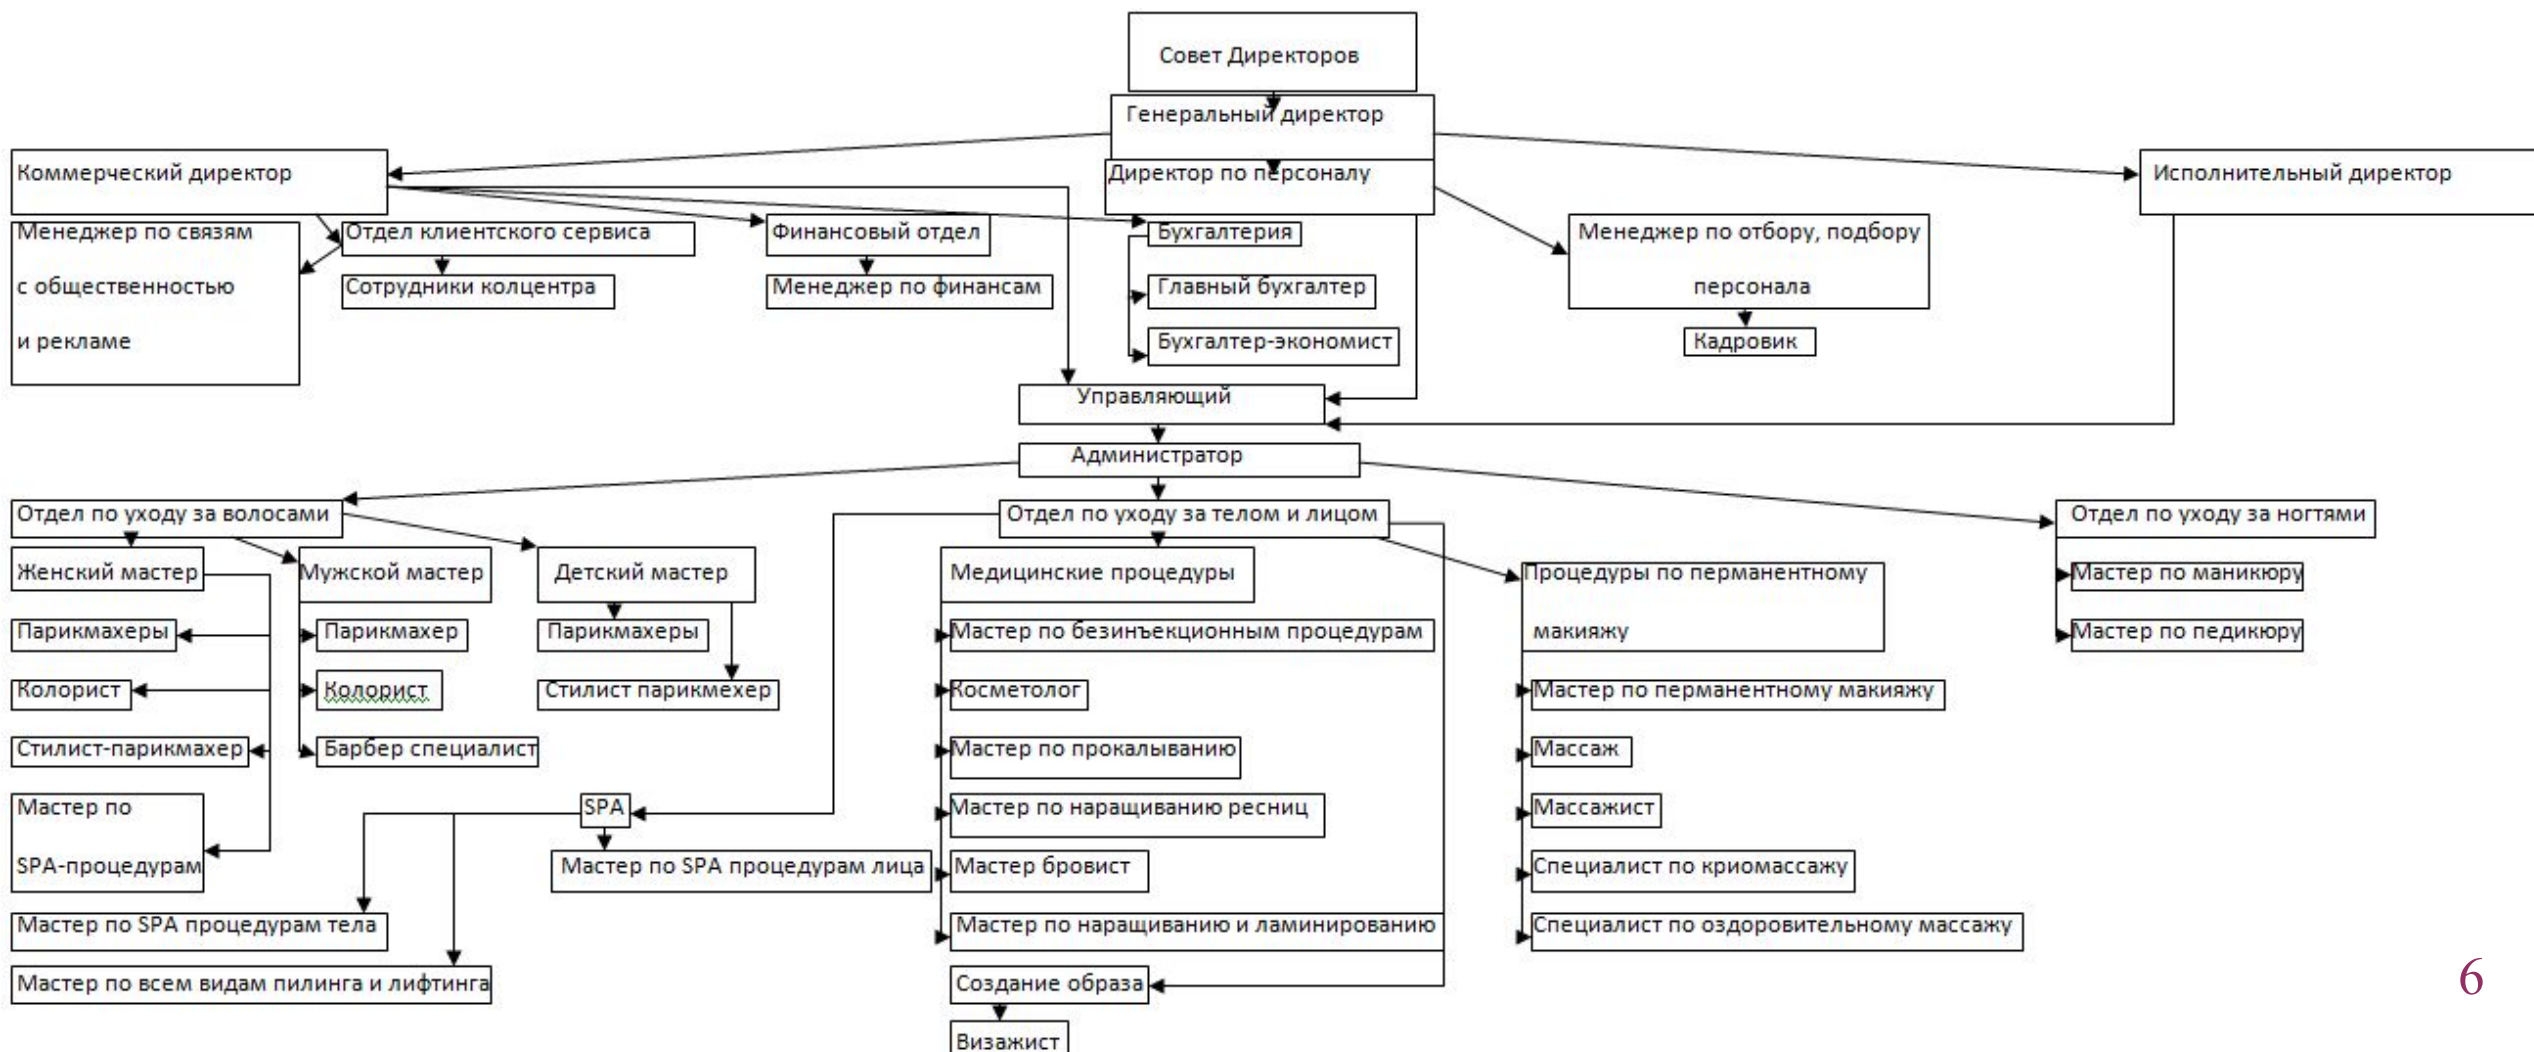 Совет Директоров
Генеральный директор
Коммерческий директор
Директор по персоналу
Исполнительный директор
Менеджер по связям
с общественностью
и рекламе
Отдел клиентского сервиса
Сотрудники колцентра
Финансовый отдел
Менеджер по финансам
Бухгалтерия
Главный бухгалтер
Бухгалтер-экономист
Менеджер по отбору, подбору
персонала
Кадровик
Управляющий
Администратор
Отдел по уходу за волосами
Отдел по уходу за телом и лицом
Отдел по уходу за ногтями
Женский мастер
Парикмахеры
Колорист
Стилист-парикмахер
Мастер по
SPA-процедурам
Мужской мастер
Парикмахер
Колорист
Барбер специалист
Детский мастер
Парикмахеры
Стилист парикмехер
SPA
Мастер по SPA процедурам лица
Мастер по SPA процедурам тела
Мастер по всем видам пилинга и лифтинга
Медицинские процедуры
Мастер по безинъекционным процедурам
Косметолог
Мастер по прокалыванию
Мастер по наращиванию ресниц
Мастер бровист
Мастер по наращиванию и ламинированию
Создание образа
Визажист
Процедуры по перманентному
макияжу
Мастер по перманентному макияжу
Массаж
Массажист
Специалист по криомассажу
Специалист по оздоровительному массажу
Мастер по маникюру
Мастер по педикюру
6